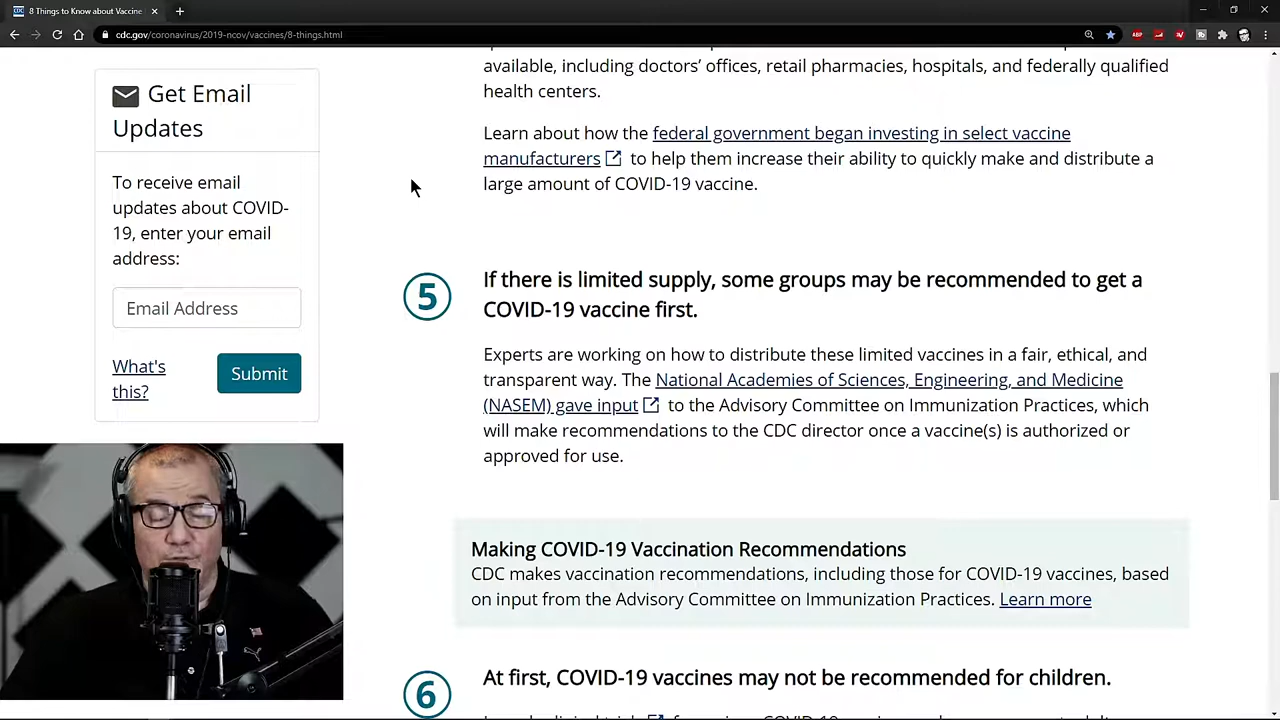 8 Things to Know about Vaccine
cdc.gov/coronavirus/2019-ncov/vaccines/8-things.html
ABP
Get Email
Updates
To receive email
updates about COVID-
19, enter your email
address:
Email Address
What's
this?
Submit
available, including doctors’ offices, retail pharmacies, hospitals, and federally qualified
health centers.
Learn about how the federal government began investing in select vaccine
manufacturers to help them increase their ability to quickly make and distribute a
large amount of COVID-19 vaccine.
5
If there is limited supply, some groups may be recommended to get a
COVID-19 vaccine first.
Experts are working on how to distribute these limited vaccines in a fair, ethical, and
transparent way. The National Academies of Sciences, Engineering, and Medicine
(NASEM) gave input to the Advisory Committee on Immunization Practices, which
will make recommendations to the CDC director once a vaccine(s) is authorized or
approved for use.
Making COVID-19 Vaccination Recommendations
CDC makes vaccination recommendations, including those for COVID-19 vaccines, based
on input from the Advisory Committee on Immunization Practices. Learn more
6
At first, COVID-19 vaccines may not be recommended for children.